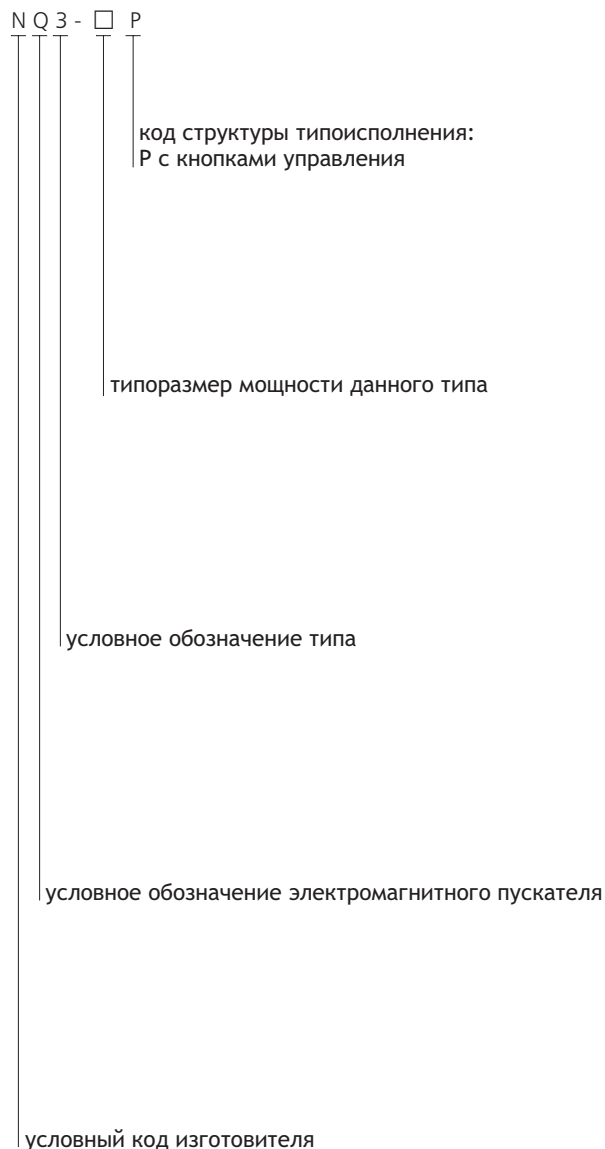 N Q 3 - □ P
код структуры типоисполнения:
P с кнопками управления
типоразмер мощности данного типа
условное обозначение типа
условное обозначение электромагнитного пускателя
условный код изготовителя